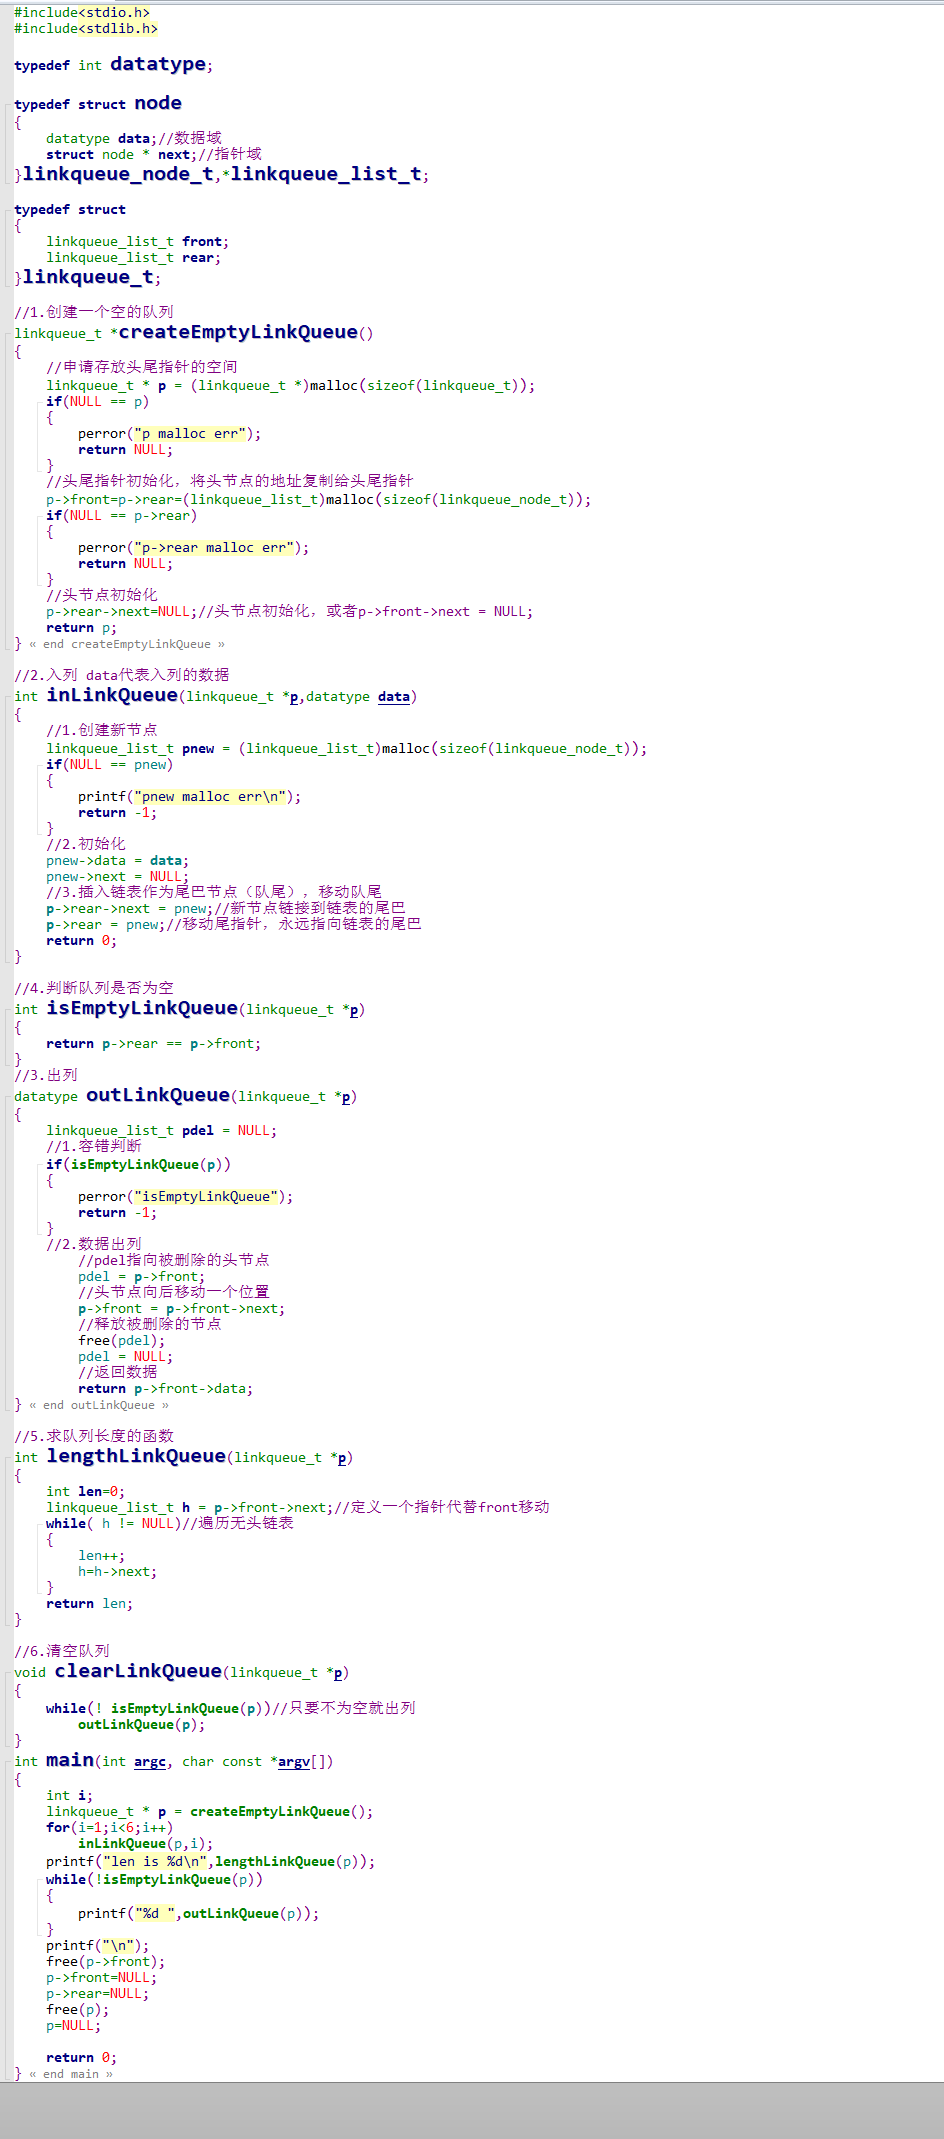 #include<stdio.h>
#include<stdlib.h>
typedef int datatype;
typedef struct node
{
    datatype data;//数据域
    struct node * next;//指针域
}linkqueue_node_t,*linkqueue_list_t;
typedef struct
{
    linkqueue_list_t front;
    linkqueue_list_t rear;
}linkqueue_t;
//1.创建一个空的队列
linkqueue_t *createEmptyLinkQueue()
{
    //申请存放头尾指针的空间
    linkqueue_t * p = (linkqueue_t *)malloc(sizeof(linkqueue_t));
    if(NULL == p)
    {
        perror("p malloc err");
        return NULL;
    }
    //头尾指针初始化，将头节点的地址复制给头尾指针
    p->front=p->rear=(linkqueue_list_t)malloc(sizeof(linkqueue_node_t));
    if(NULL == p->rear)
    {
        perror("p->rear malloc err");
        return NULL;
    }
    //头节点初始化
    p->rear->next=NULL;//头节点初始化，或者p->front->next = NULL;
    return p;
} « end createEmptyLinkQueue »
//2.入列 data代表入列的数据
int inLinkQueue(linkqueue_t *p,datatype data)
{
    //1.创建新节点
    linkqueue_list_t pnew = (linkqueue_list_t)malloc(sizeof(linkqueue_node_t));
    if(NULL == pnew)
    {
        printf("pnew malloc err\n");
        return -1;
    }
    //2.初始化
    pnew->data = data;
    pnew->next = NULL;
    //3.插入链表作为尾巴节点（队尾），移动队尾
    p->rear->next = pnew;//新节点链接到链表的尾巴
    p->rear = pnew;//移动尾指针，永远指向链表的尾巴
    return 0;
}
//4.判断队列是否为空
int isEmptyLinkQueue(linkqueue_t *p)
{
    return p->rear == p->front;
}
//3.出列
datatype outLinkQueue(linkqueue_t *p)
{
    linkqueue_list_t pdel = NULL;
    //1.容错判断
    if(isEmptyLinkQueue(p))
    {
        perror("isEmptyLinkQueue");
        return -1;
    }
    //2.数据出列
        //pdel指向被删除的头节点
        pdel = p->front;
        //头节点向后移动一个位置
        p->front = p->front->next;
        //释放被删除的节点
        free(pdel);
        pdel = NULL;
        //返回数据
        return p->front->data;
} « end outLinkQueue »
//5.求队列长度的函数
int lengthLinkQueue(linkqueue_t *p)
{
    int len=0;
    linkqueue_list_t h = p->front->next;//定义一个指针代替front移动
    while( h != NULL)//遍历无头链表
    {
        len++;
        h=h->next;
    }
    return len;
}
//6.清空队列
void clearLinkQueue(linkqueue_t *p)
{
    while(! isEmptyLinkQueue(p))//只要不为空就出列
        outLinkQueue(p);
}
int main(int argc, char const *argv[])
{
    int i;
    linkqueue_t * p = createEmptyLinkQueue();
    for(i=1;i<6;i++)
        inLinkQueue(p,i);
    printf("len is %d\n",lengthLinkQueue(p));
    while(!isEmptyLinkQueue(p))
    {
        printf("%d ",outLinkQueue(p));
    }
    printf("\n");
    free(p->front);
    p->front=NULL;
    p->rear=NULL;
    free(p);
    p=NULL;
    return 0;
} « end main »